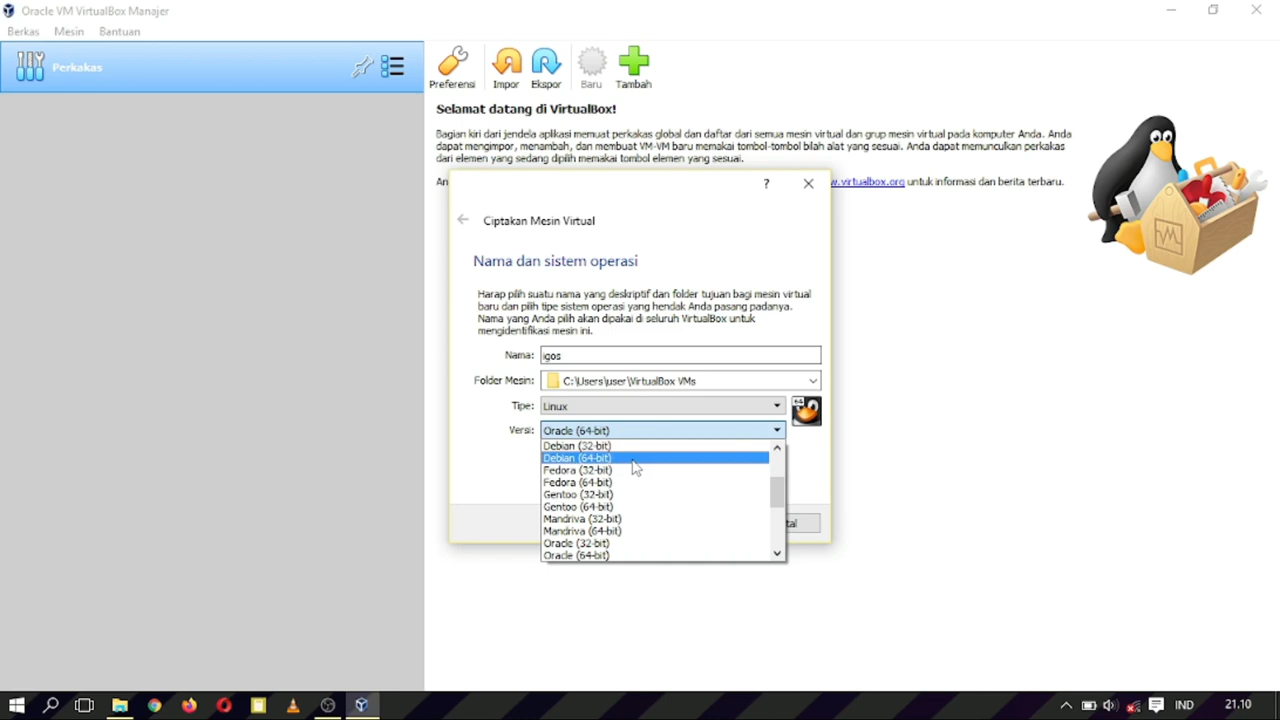 Oracle VM VirtualBox Manajer
Berkas Mesin Bantuan
Perkakas
Preferensi Impor Ekspor Baru Tambah
Selamat datang di VirtualBox!
Bagian kiri dari jendela aplikasi memuat perkakas global dan daftar dari semua mesin virtual dan grup mesin virtual pada komputer Anda. Anda
dapat mengimpor, menambah, dan membuat VM-VM baru memakai tombol-tombol bilah alat yang sesuai. Anda dapat memunculkan perkakas
dari elemen yang sedang dipilih memakai tombol elemen yang sesuai.
An
w.virtualbox.org untuk informasi dan berita terbaru.
?
Ciptakan Mesin Virtual
Nama dan sistem operasi
Harap pilih suatu nama yang deskriptif dan folder tujuan bagi mesin virtual
baru dan pilih tipe sistem operasi yang hendak Anda pasang padanya.
Nama yang Anda pilih akan dipakai di seluruh VirtualBox untuk
mengidentifikasi mesin ini.
Nama: igos
Folder Mesin: C:\Users\user\VirtualBox VMs
Tipe: Linux
64
Versi: Oracle (64-bit)
Debian (32-bit)
Debian (64-bit)
Fedora (32-bit)
Fedora (64-bit)
Gentoo (32-bit)
Gentoo (64-bit)
Mandriva (32-bit)
tal
Mandriva (64-bit)
Oracle (32-bit)
Oracle (64-bit)
IND 21.10